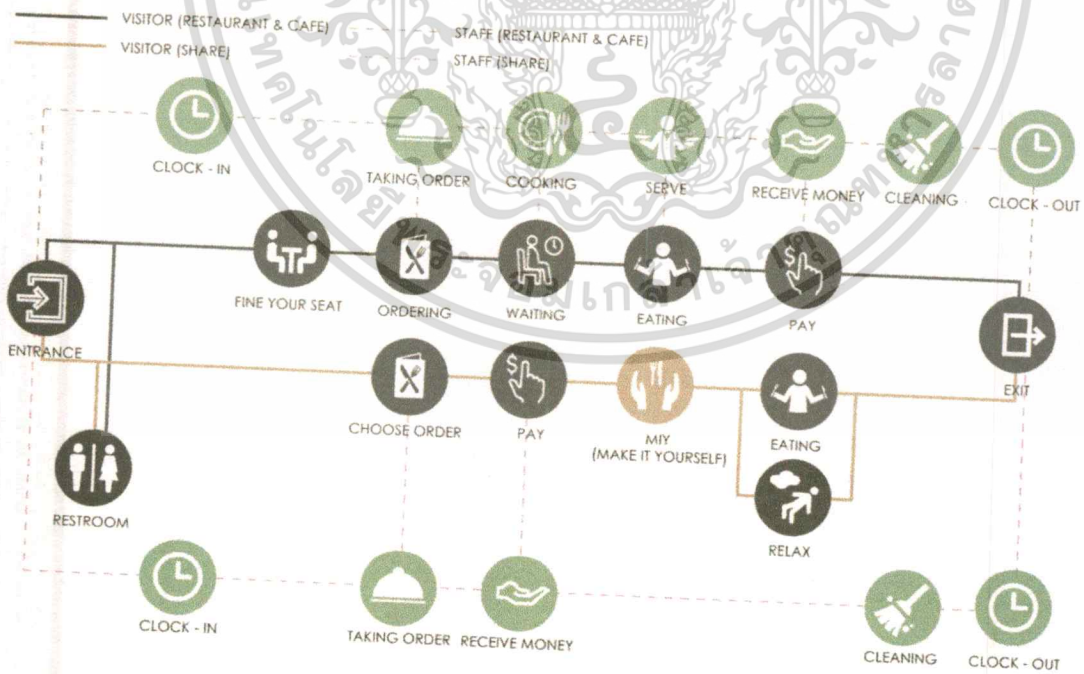 VISITOR (RESTAURANT & CAFE)
STAFF (RESTAURANT & CAFE)
VISITOR (SHARE)
STAFF (SHARE)
CLOCK - IN
TAKING ORDER
COOKING
SERVE
RECEIVE MONEY
CLEANING
CLOCK - OUT
ENTRANCE
FINE YOUR SEAT
ORDERING
WAITING
EATING
PAY
EXIT
RESTROOM
CHOOSE ORDER
PAY
MIY
(MAKE IT YOURSELF)
EATING
RELAX
CLOCK - IN
TAKING ORDER
RECEIVE MONEY
CLEANING
CLOCK - OUT